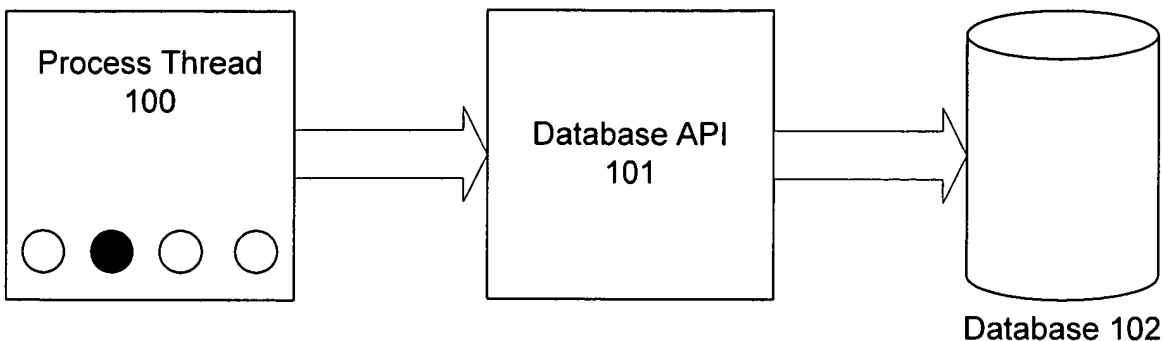 Process Thread
100
Database API
101
Database 102